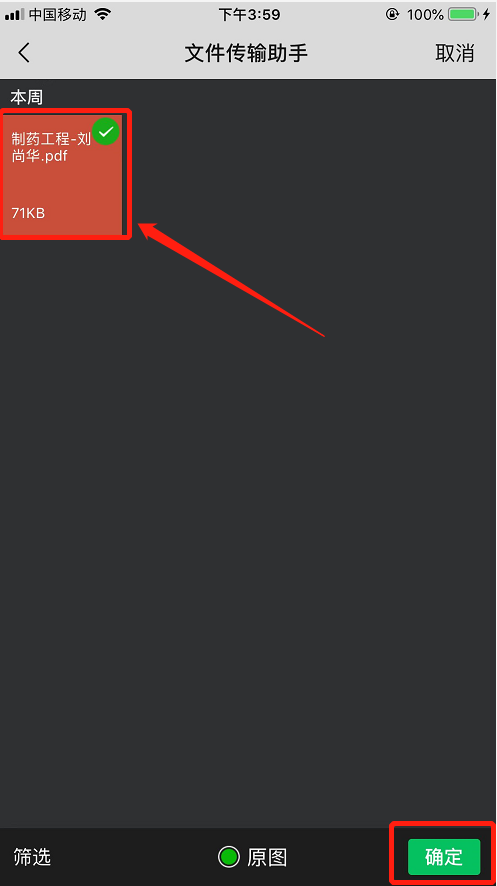 中国移动 下午3:59 100%
文件传输助手 取消
本周
制药工程-刘
尚华.pdf
71KB
筛选 原图 确定